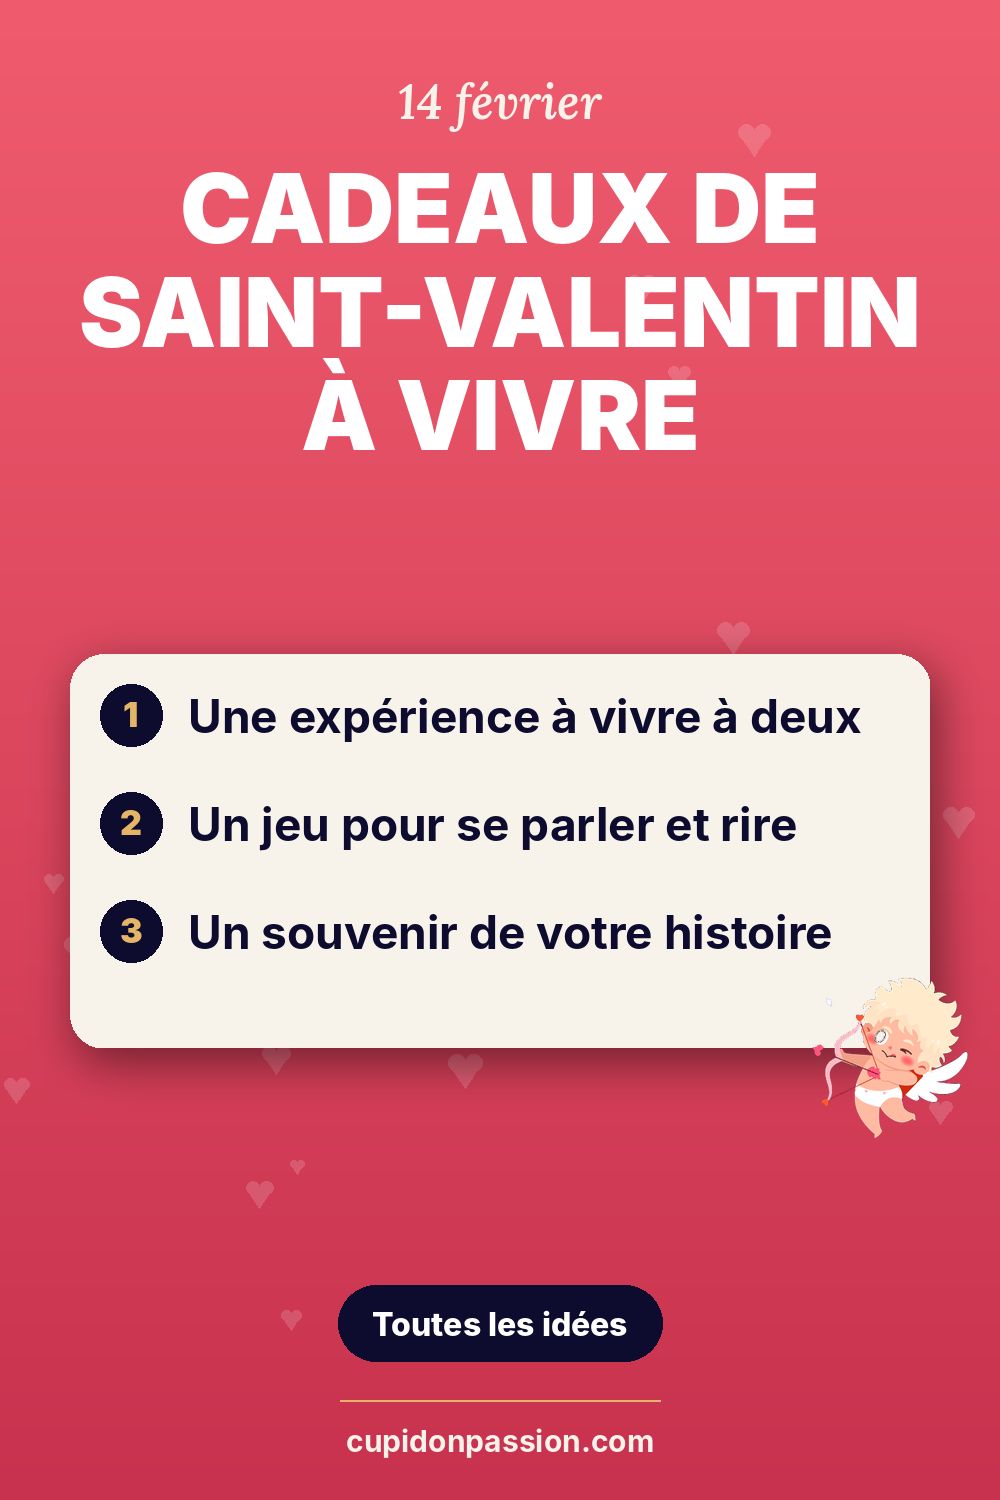 14 février
CADEAUX DE
SAINT-VALENTIN
À VIVRE
1 Une expérience à vivre à deux
2 Un jeu pour se parler et rire
3 Un souvenir de votre histoire
Toutes les idées
cupidonpassion.com